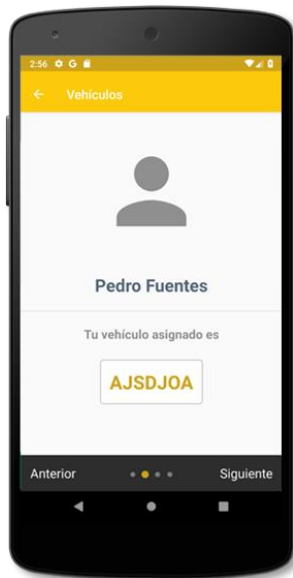 2:56 G
← Vehículos
Pedro Fuentes
Tu vehículo asignado es
AJSDJOA
Anterior Siguiente